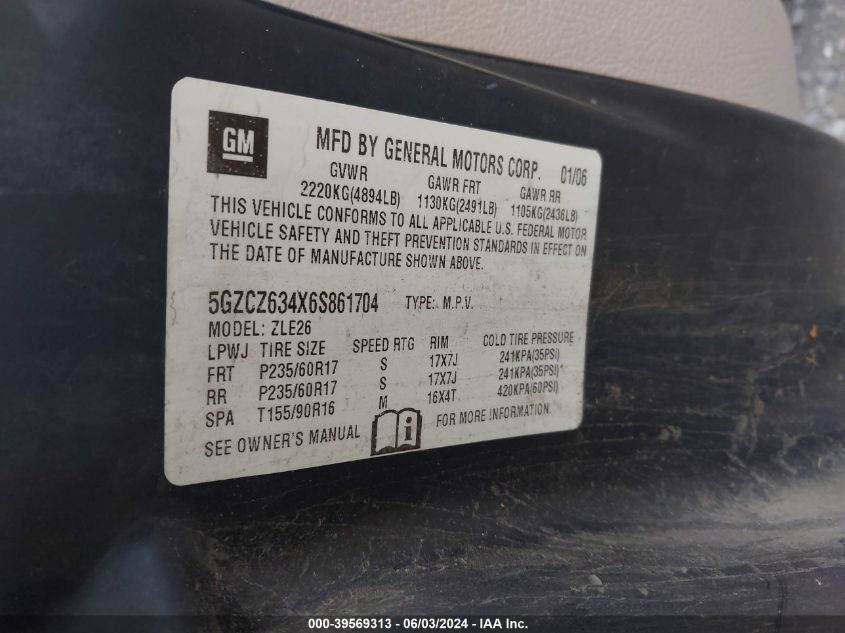 GM
MFD BY GENERAL MOTORS CORP. 01/06
GVWR GAWR FRT GAWR RR
2220KG(4894LB) 1130KG(2491LB) 1105KG(2436LB)
THIS VEHICLE CONFORMS TO ALL APPLICABLE U.S. FEDERAL MOTOR
VEHICLE SAFETY AND THEFT PREVENTION STANDARDS IN EFFECT ON
THE DATE OF MANUFACTURE SHOWN ABOVE.
5GZCZ634X6S861704 TYPE: M.P.V.
MODEL: ZLE26
LPWJ TIRE SIZE SPEED RTG RIM COLD TIRE PRESSURE
FRT P235/60R17 S 17X7J 241KPA(35PSI)
RR P235/60R17 S 17X7J 241KPA(35PSI)
SPA T155/90R16 M 16X4T 420KPA(60PSI)
SEE OWNER'S MANUAL i FOR MORE INFORMATION.
000-39569313 - 06/03/2024 - IAA Inc.